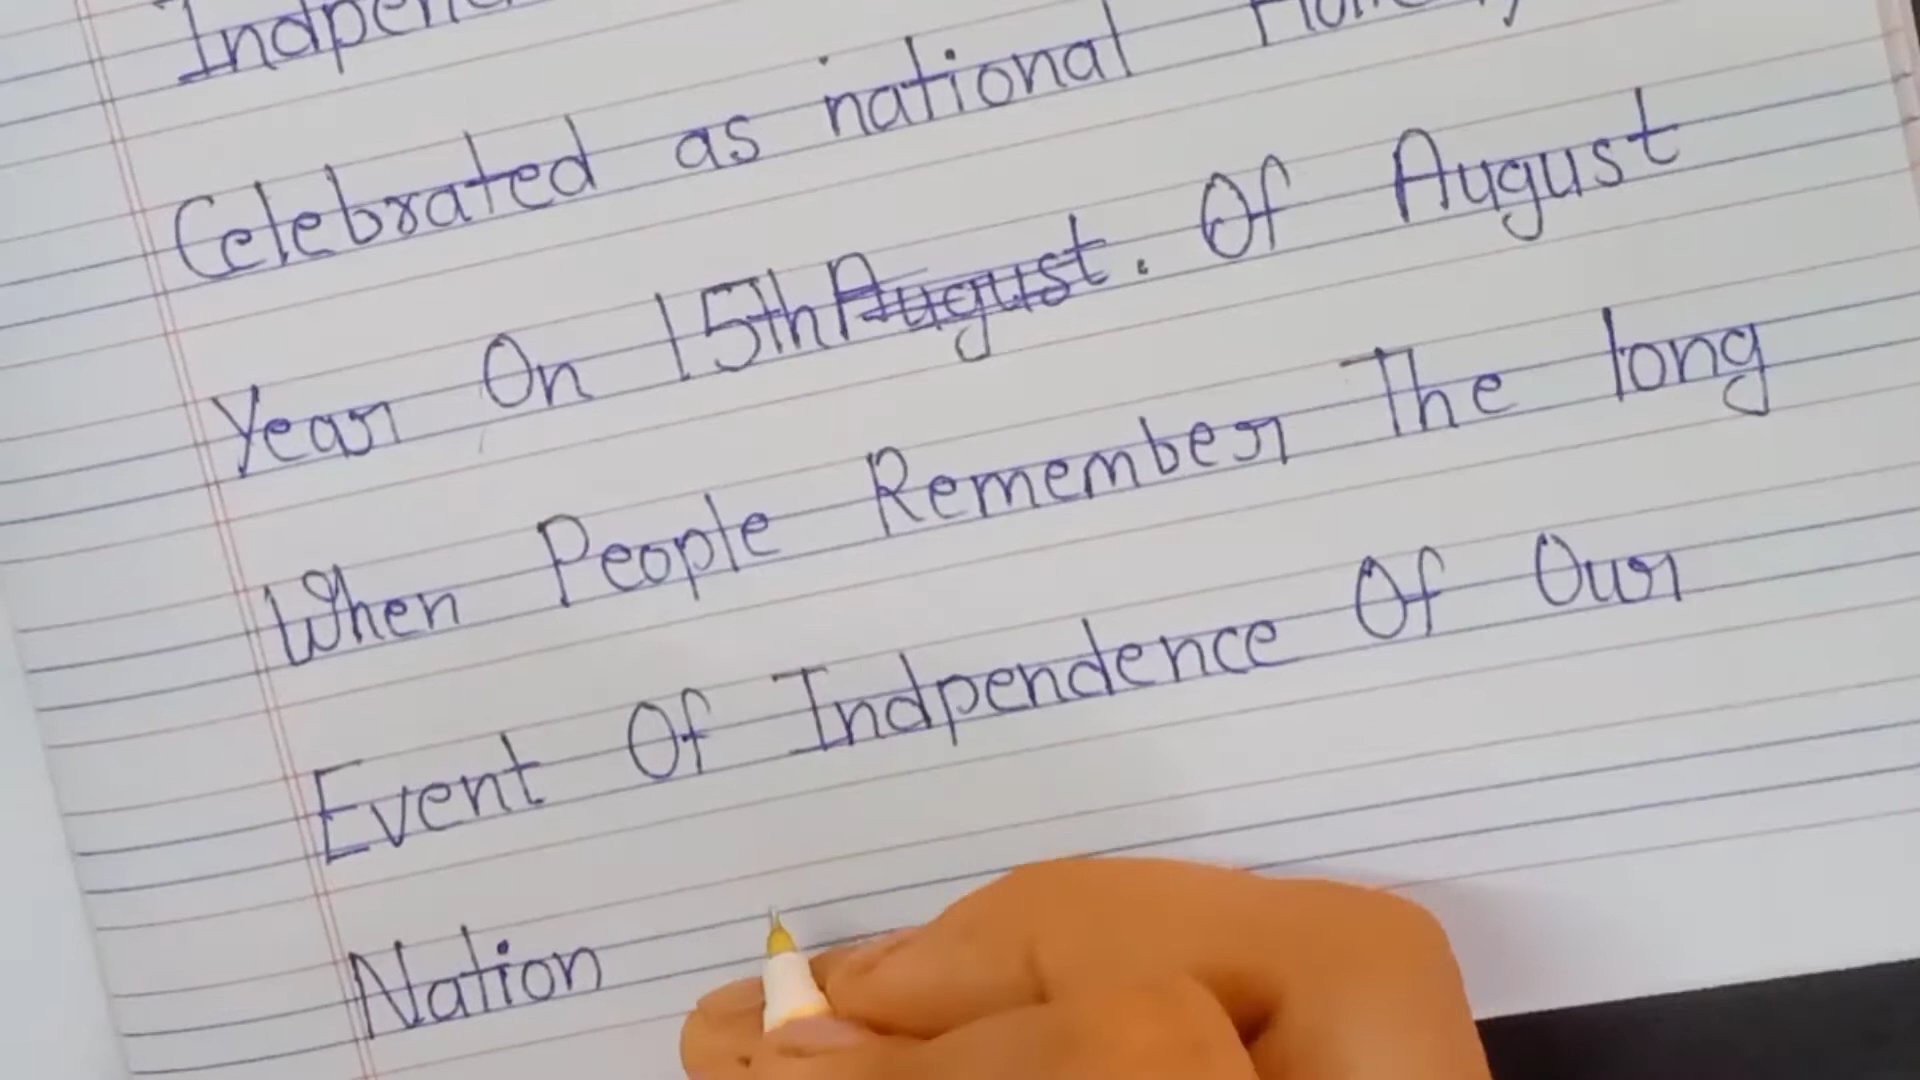 Celebrated as national
Year On 15th August. Of August
When People Remember The long
Event Of Indpendence Of Our
Nation